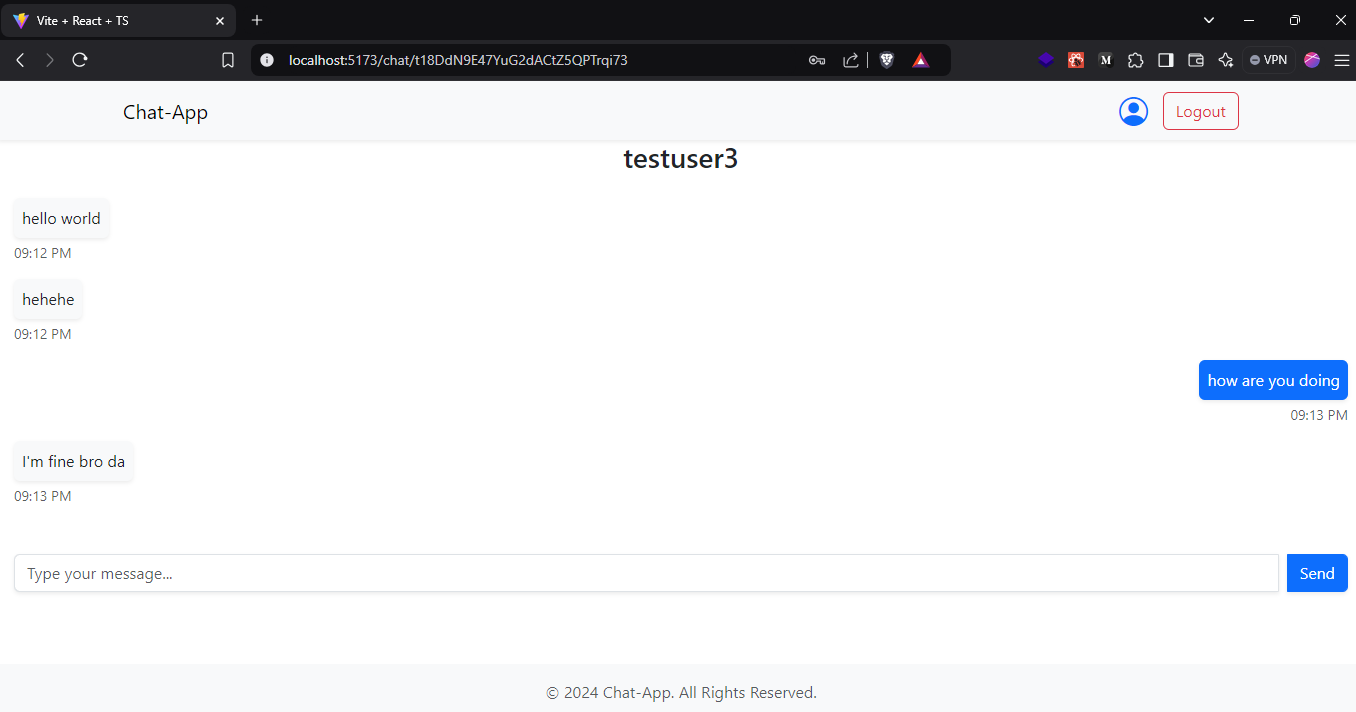 Vite + React + TS
localhost:5173/chat/t18DdN9E47YuG2dACtZ5QPTrqi73
M
VPN
Chat-App
Logout
testuser3
hello world
09:12 PM
hehehe
09:12 PM
how are you doing
09:13 PM
I'm fine bro da
09:13 PM
Type your message...
Send
© 2024 Chat-App. All Rights Reserved.